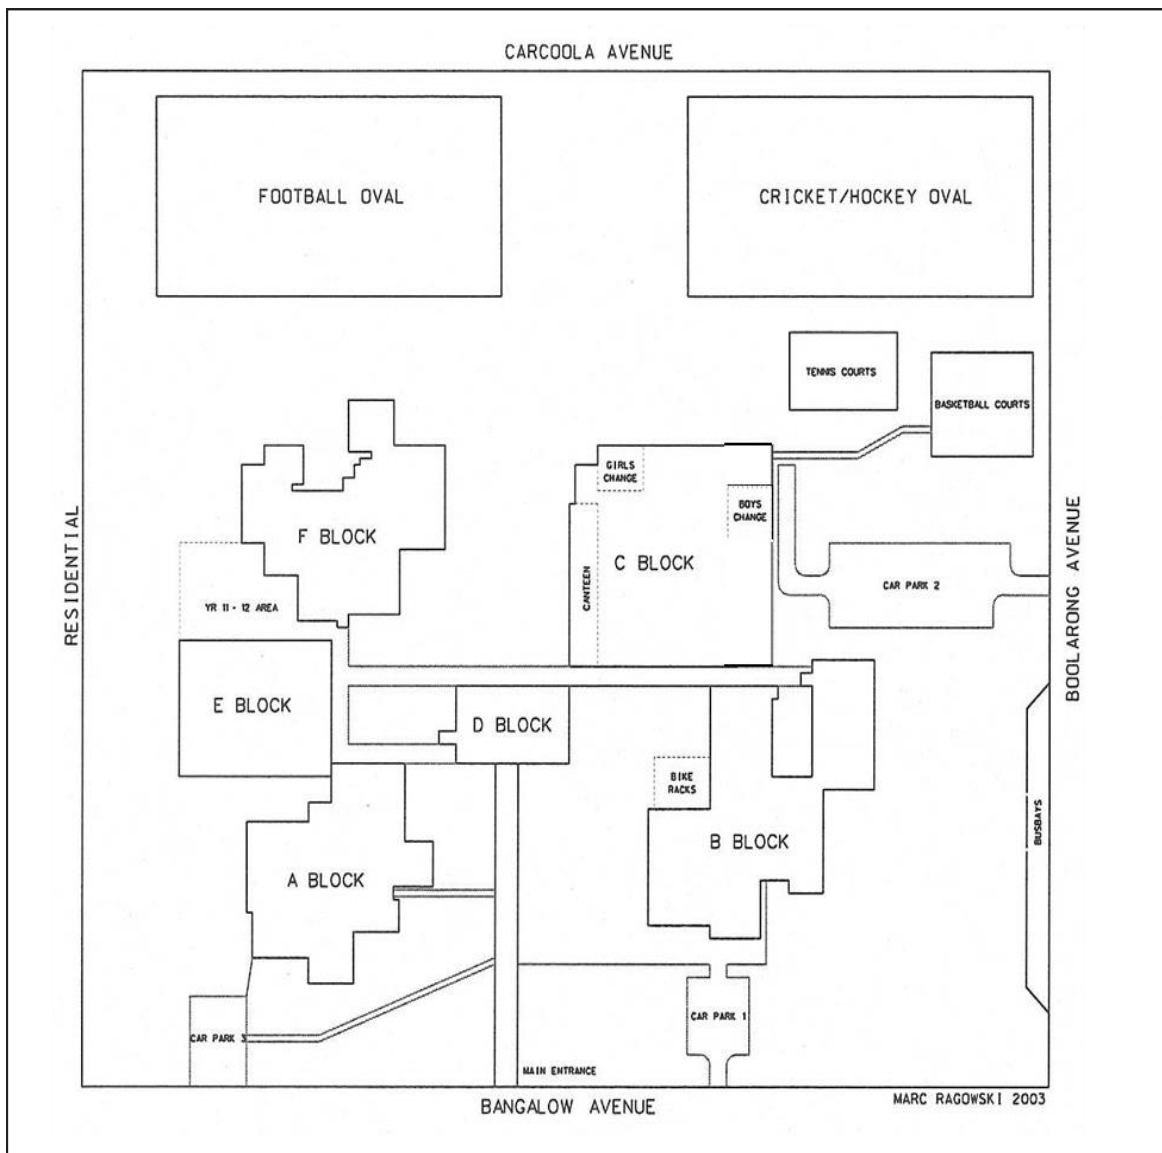 CARCOOLA AVENUE
FOOTBALL OVAL
CRICKET/HOCKEY OVAL
TENNIS COURTS
BASKETBALL COURTS
GIRLS
CHANGE
BOYS
CHANGE
F BLOCK
C BLOCK
CANTEEN
CAR PARK 2
RESIDENTIAL
BOOLARONG AVENUE
YR 11 - 12 AREA
E BLOCK
D BLOCK
BIKE
RACKS
B BLOCK
BUSBAYS
A BLOCK
CAR PARK 1
CAR PARK 3
MAIN ENTRANCE
BANGALOW AVENUE
MARC RAGOWSKI 2003